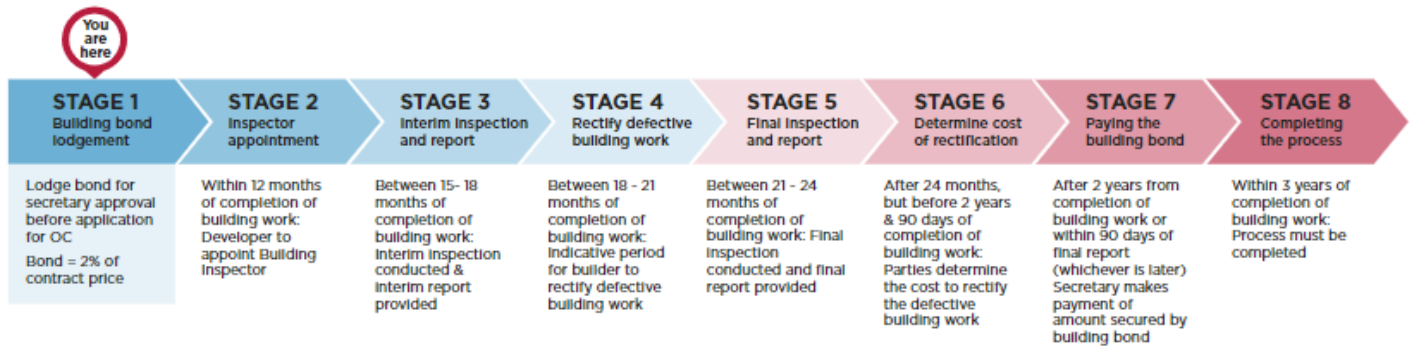 You
are
here
STAGE 1
Building bond
lodgement
STAGE 2
Inspector
appointment
STAGE 3
Interim inspection
and report
STAGE 4
Rectify defective
building work
STAGE 5
Final inspection
and report
STAGE 6
Determine cost
of rectification
STAGE 7
Paying the
building bond
STAGE 8
Completing
the process
Lodge bond for
secretary approval
before application
for OC
Bond = 2% of
contract price
Within 12 months
of completion of
building work:
Developer to
appoint Building
Inspector
Between 15- 18
months of
completion of
building work:
Interim inspection
conducted &
interim report
provided
Between 18 - 21
months of
completion of
building work:
Indicative period
for builder to
rectify defective
building work
Between 21 - 24
months of
completion of
building work: Final
inspection
conducted and final
report provided
After 24 months,
but before 2 years
& 90 days of
completion of
building work:
Parties determine
the cost to rectify
the defective
building work
After 2 years from
completion of
building work or
within 90 days of
final report
(whichever is later)
Secretary makes
payment of
amount secured by
building bond
Within 3 years of
completion of
building work:
Process must be
completed